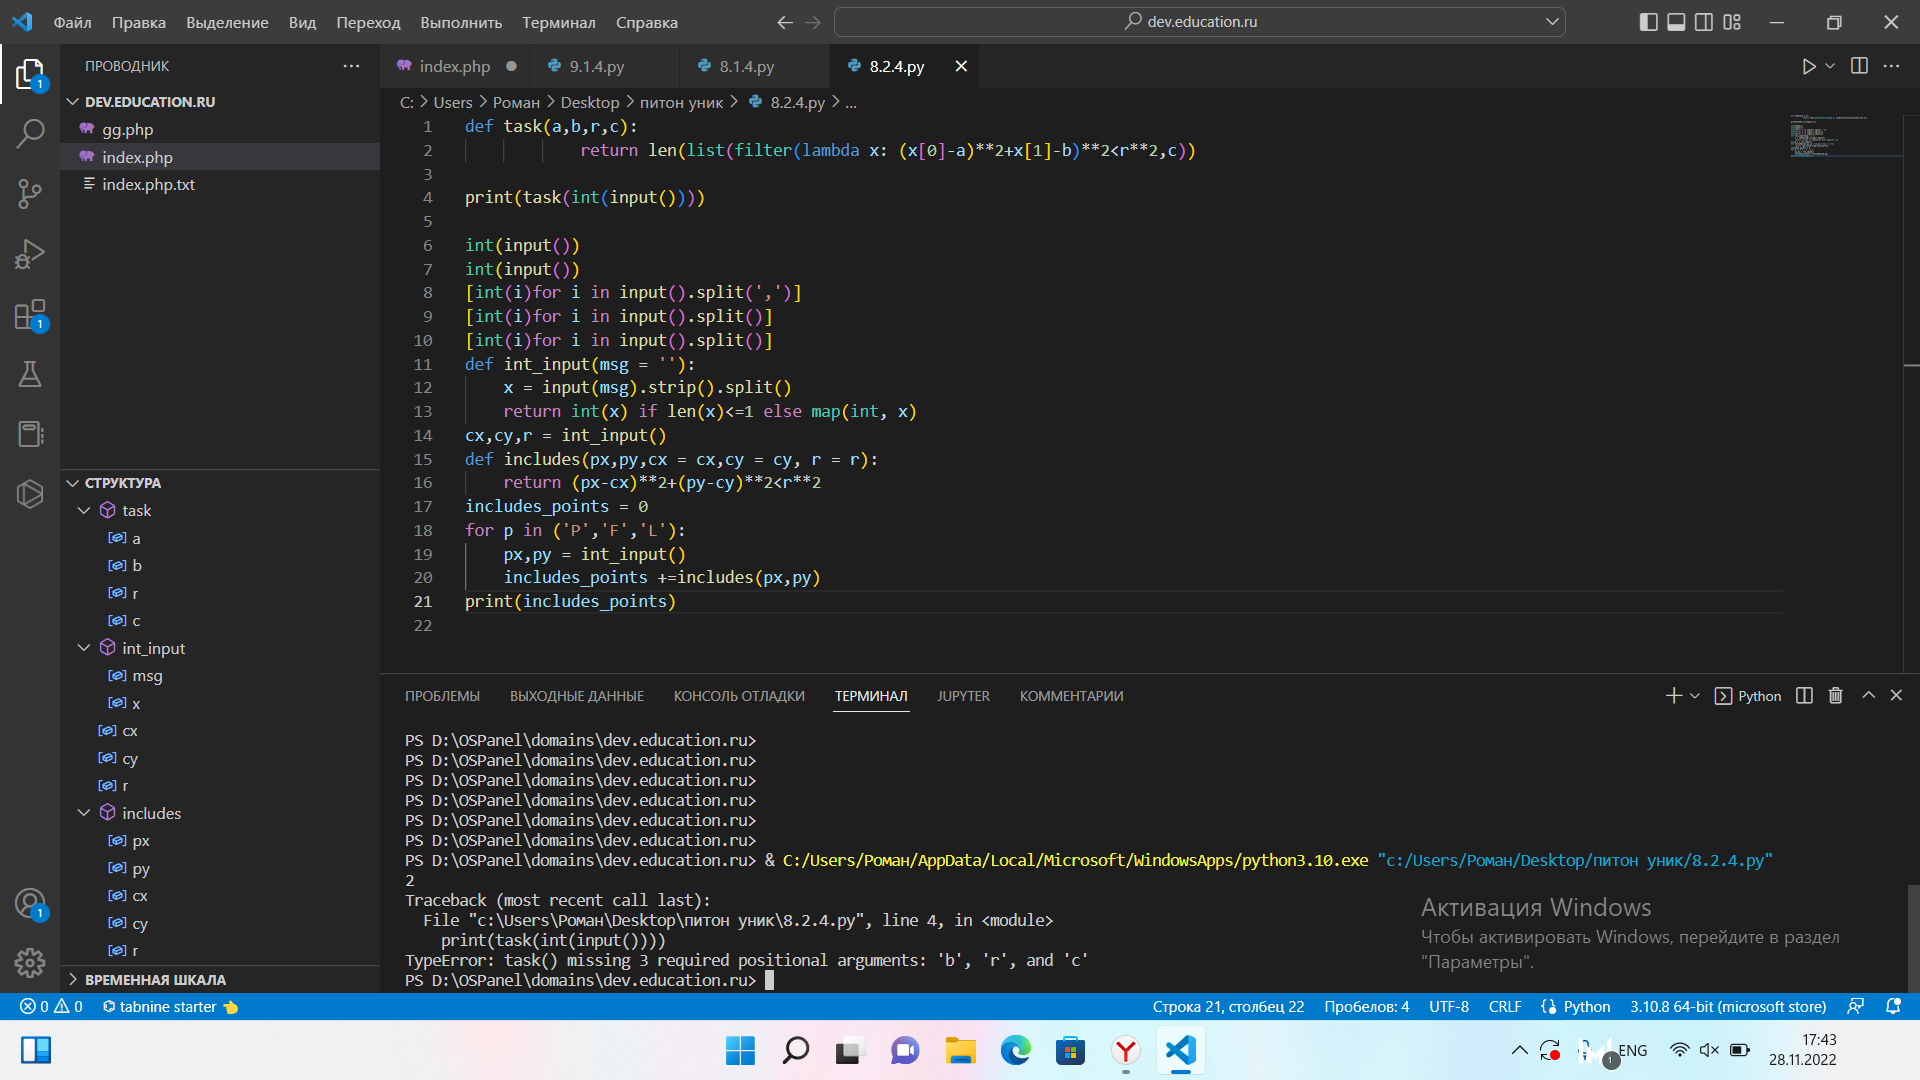 Файл Правка Выделение Вид Переход Выполнить Терминал Справка
dev.education.ru
ПРОВОДНИК
index.php 9.1.4.py 8.1.4.py 8.2.4.py
DEV.EDUCATION.RU
gg.php
index.php
index.php.txt
C: > Users > Роман > Desktop > питон уник > 8.2.4.py > ...
1 def task(a,b,r,c):
2 return len(list(filter(lambda x: (x[0]-a)**2+x[1]-b)**2<r**2,c))
3
4 print(task(int(input())))
5
6 int(input())
7 int(input())
8 [int(i)for i in input().split(',')]
9 [int(i)for i in input().split()]
10 [int(i)for i in input().split()]
11 def int_input(msg = ''):
12 x = input(msg).strip().split()
13 return int(x) if len(x)<=1 else map(int, x)
14 cx,cy,r = int_input()
15 def includes(px,py,cx = cx,cy = cy, r = r):
16 return (px-cx)**2+(py-cy)**2<r**2
17 includes_points = 0
18 for p in ('P','F','L'):
19 px,py = int_input()
20 includes_points +=includes(px,py)
21 print(includes_points)
22
1
1
1
СТРУКТУРА
task
a
b
r
c
int_input
msg
x
cx
cy
r
includes
px
py
cx
cy
r
ВРЕМЕННАЯ ШКАЛА
ПРОБЛЕМЫ ВЫХОДНЫЕ ДАННЫЕ КОНСОЛЬ ОТЛАДКИ ТЕРМИНАЛ JUPYTER КОММЕНТАРИИ
Python
PS D:\OSPanel\domains\dev.education.ru>
PS D:\OSPanel\domains\dev.education.ru>
PS D:\OSPanel\domains\dev.education.ru>
PS D:\OSPanel\domains\dev.education.ru>
PS D:\OSPanel\domains\dev.education.ru>
PS D:\OSPanel\domains\dev.education.ru>
PS D:\OSPanel\domains\dev.education.ru> & C:/Users/Роман/AppData/Local/Microsoft/WindowsApps/python3.10.exe "c:/Users/Роман/Desktop/питон уник/8.2.4.py"
2
Traceback (most recent call last):
File "c:\Users\Роман\Desktop\питон уник\8.2.4.py", line 4, in <module>
print(task(int(input())))
TypeError: task() missing 3 required positional arguments: 'b', 'r', and 'c'
PS D:\OSPanel\domains\dev.education.ru>
Активация Windows
Чтобы активировать Windows, перейдите в раздел
"Параметры".
0 0 tabnine starter
Строка 21, столбец 22 Пробелов: 4 UTF-8 CRLF Python 3.10.8 64-bit (microsoft store)
1 ENG
17:43
28.11.2022